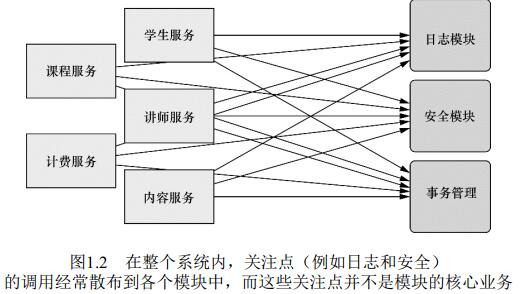 学生服务
日志模块
课程服务
讲师服务
安全模块
计费服务
内容服务
事务管理
图1.2 在整个系统内，关注点（例如日志和安全）
的调用经常散布到各个模块中，而这些关注点并不是模块的核心业务